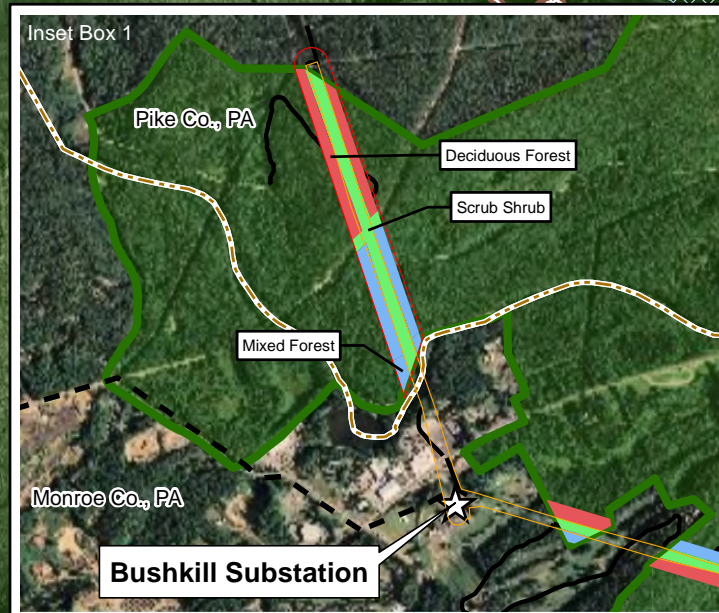 Inset Box 1
Pike Co., PA
Deciduous Forest
Scrub Shrub
Mixed Forest
Monroe Co., PA
Bushkill Substation